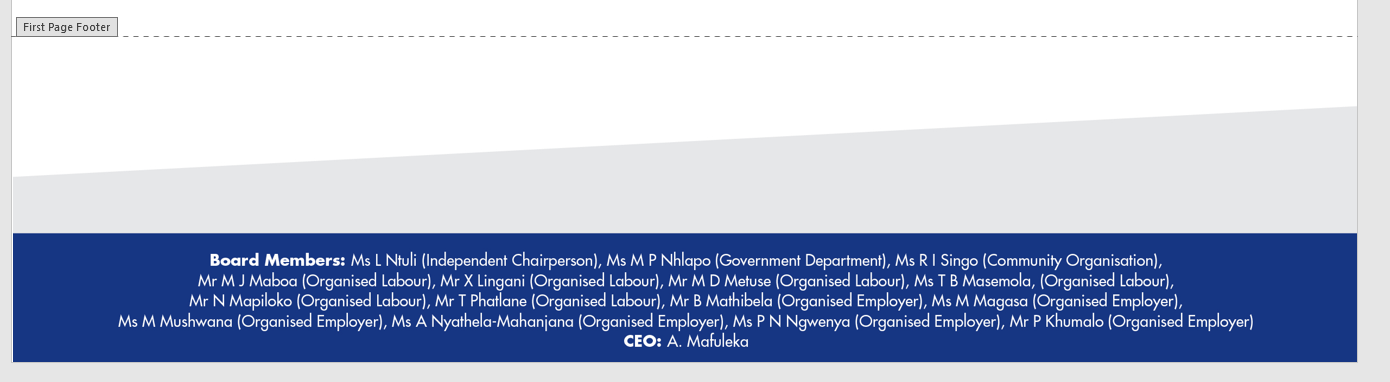 First Page Footer
Board Members: Ms L Ntuli (Independent Chairperson), Ms M P Nhlapo (Government Department), Ms R I Singo (Community Organisation),
Mr M J Maboa (Organised Labour), Mr X Lingani (Organised Labour), Mr M D Metuse (Organised Labour), Ms T B Masemola, (Organised Labour),
Mr N Mapiloko (Organised Labour), Mr T Phatlane (Organised Labour), Mr B Mathibela (Organised Employer), Ms M Magasa (Organised Employer),
Ms M Mushwana (Organised Employer), Ms A Nyathela-Mahanjana (Organised Employer), Ms P N Ngwenya (Organised Employer), Mr P Khumalo (Organised Employer)
CEO: A. Mafuleka